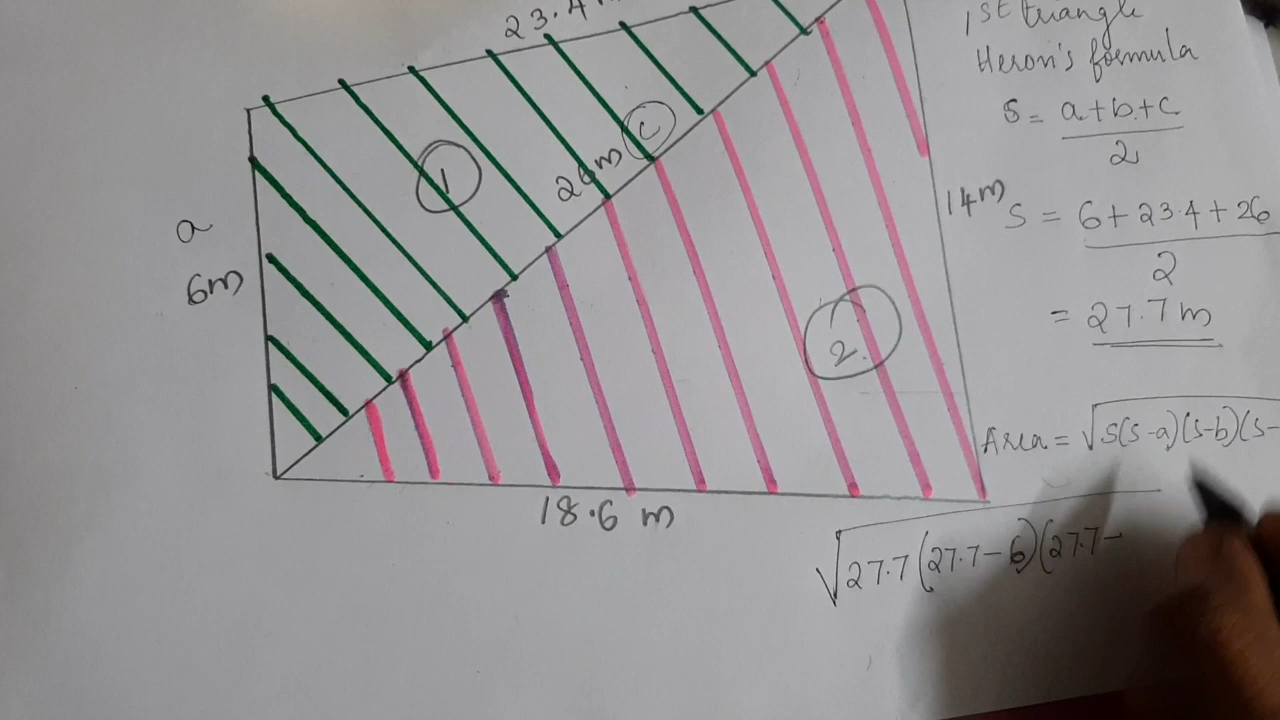 23.4
1st triangle
Heron's formula
S = a+b+c
2
a
6m
1
26m
C
14m
S = 6+23.4+26
2
= 27.7m
2
Area = √S(S-a)(S-b)(S-
18.6 m
√27.7(27.7-6)(27.7-